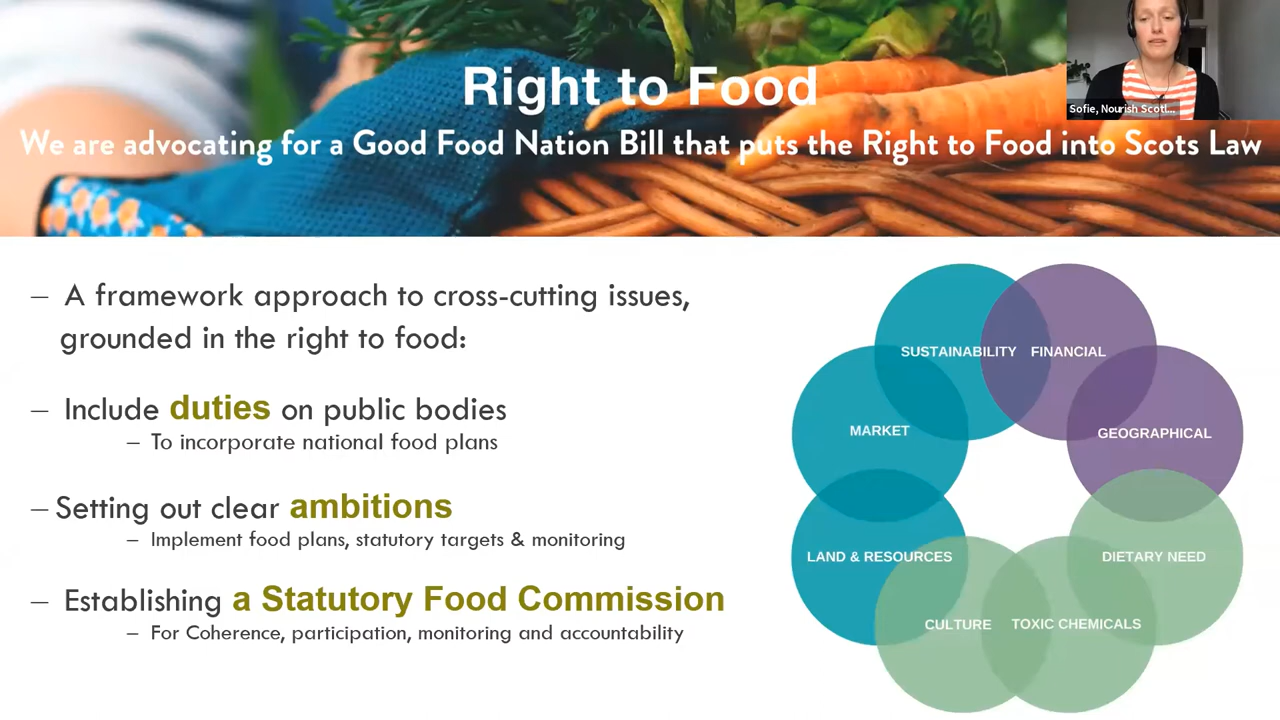 Right to Food
We are advocating for a Good Food Nation Bill that puts the Right to Food into Scots Law
Sofie, Nourish Scotl...
– A framework approach to cross-cutting issues,
grounded in the right to food:
– Include duties on public bodies
– To incorporate national food plans
– Setting out clear ambitions
– Implement food plans, statutory targets & monitoring
– Establishing a Statutory Food Commission
– For Coherence, participation, monitoring and accountability
SUSTAINABILITY
FINANCIAL
MARKET
GEOGRAPHICAL
LAND & RESOURCES
DIETARY NEED
CULTURE
TOXIC CHEMICALS